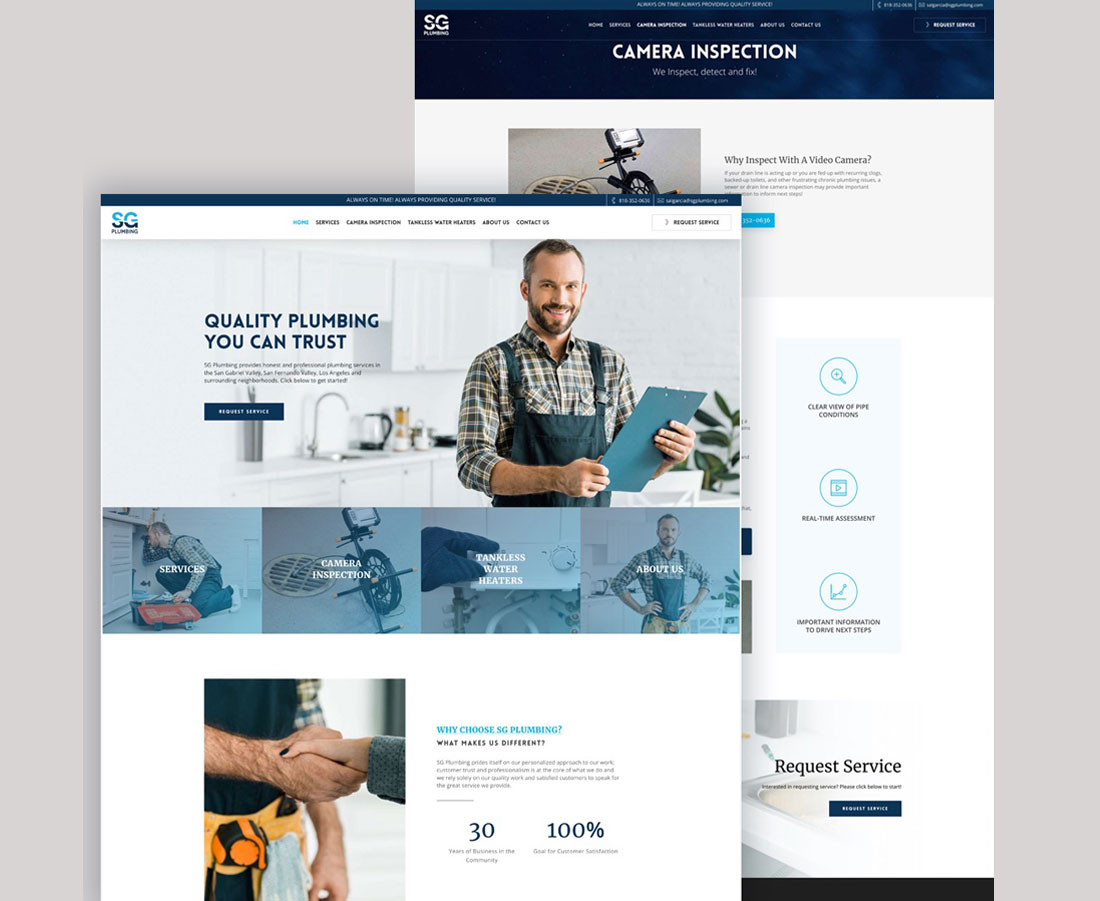 ALWAYS ON TIME! ALWAYS PROVIDING QUALITY SERVICE!
818-352-0636
salgarcia@sgplumbing.com
SG
PLUMBING
HOME SERVICES CAMERA INSPECTION TANKLESS WATER HEATERS ABOUT US CONTACT US
REQUEST SERVICE
CAMERA INSPECTION
We Inspect, detect and fix!
Why Inspect With A Video Camera?
If your drain line is acting up or you are fed up with recurring clogs,
backed-up toilets, and other frustrating chronic plumbing issues, a
sewer or drain line camera inspection may provide important
information to inform next steps!
352-0636
CLEAR VIEW OF PIPE
CONDITIONS
REAL-TIME ASSESSMENT
IMPORTANT INFORMATION
TO DRIVE NEXT STEPS
Request Service
Interested in requesting service? Please click below to start!
REQUEST SERVICE
ALWAYS ON TIME! ALWAYS PROVIDING QUALITY SERVICE!
818-352-0636
salgarcia@sgplumbing.com
SG
PLUMBING
HOME SERVICES CAMERA INSPECTION TANKLESS WATER HEATERS ABOUT US CONTACT US
REQUEST SERVICE
QUALITY PLUMBING
YOU CAN TRUST
SG Plumbing provides honest and professional plumbing services in
the San Gabriel Valley, San Fernando Valley, Los Angeles and
surrounding neighborhoods. Click below to get started!
REQUEST SERVICE
SERVICES
CAMERA
INSPECTION
TANKLESS
WATER
HEATERS
ABOUT US
WHY CHOOSE SG PLUMBING?
WHAT MAKES US DIFFERENT?
SG Plumbing prides itself on our personalized approach to our work;
customer trust and professionalism is at the core of what we do and
we rely solely on our quality work and satisfied customers to speak for
the great service we provide.
30
Years of Business in the
Community
100%
Goal for Customer Satisfaction